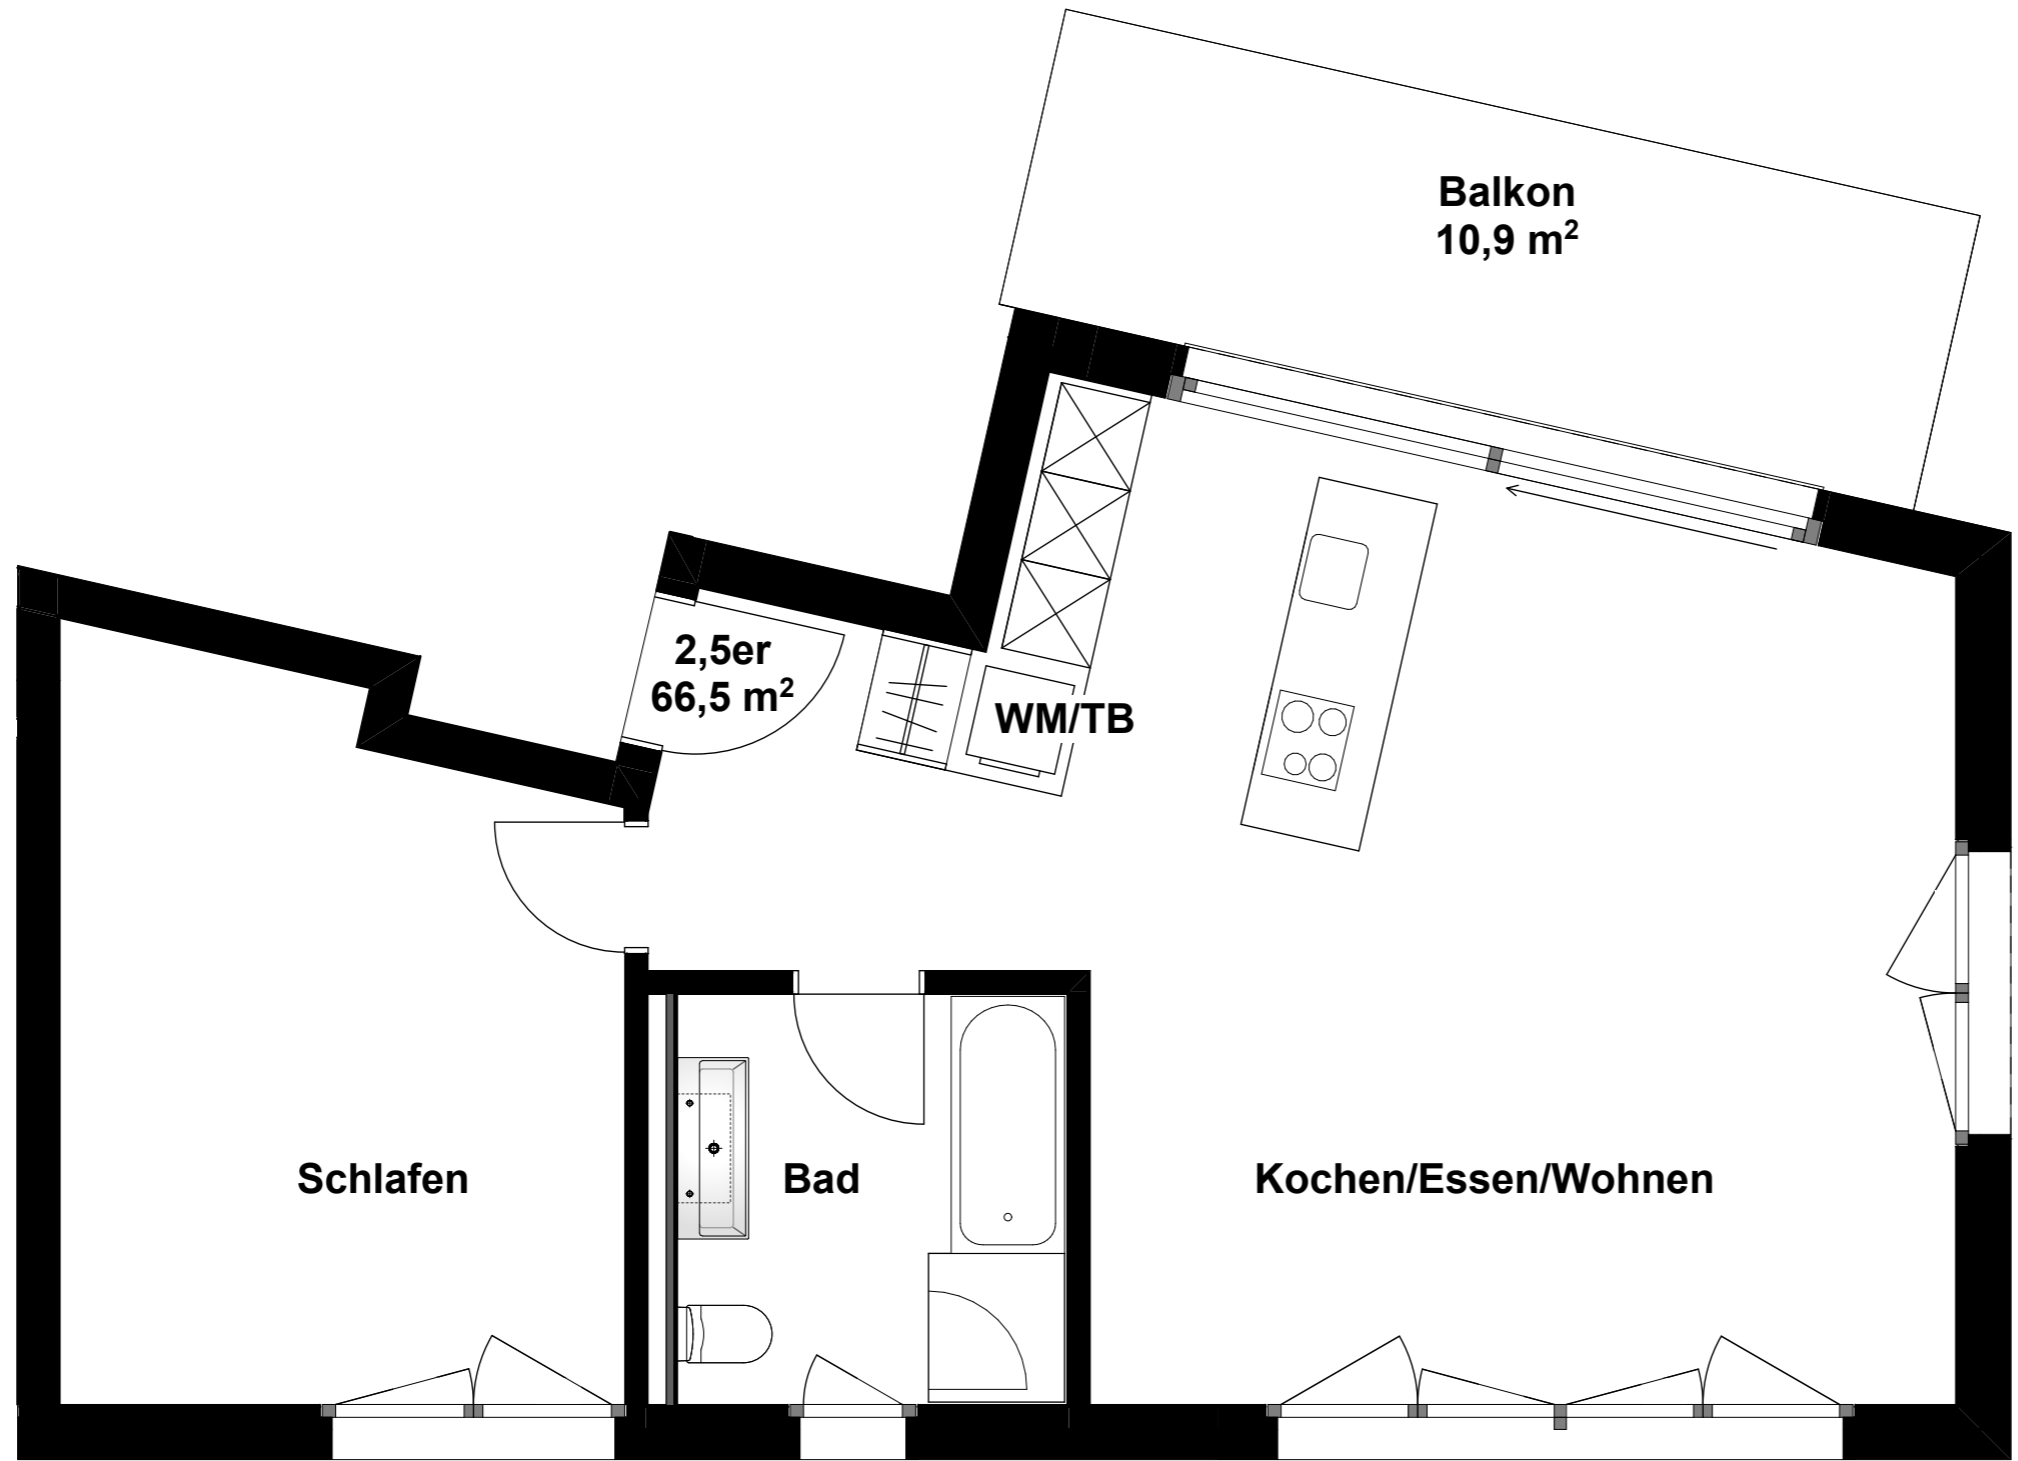 Balkon
10,9 m²
2,5er
66,5 m²
WM/TB
Schlafen
Bad
Kochen/Essen/Wohnen